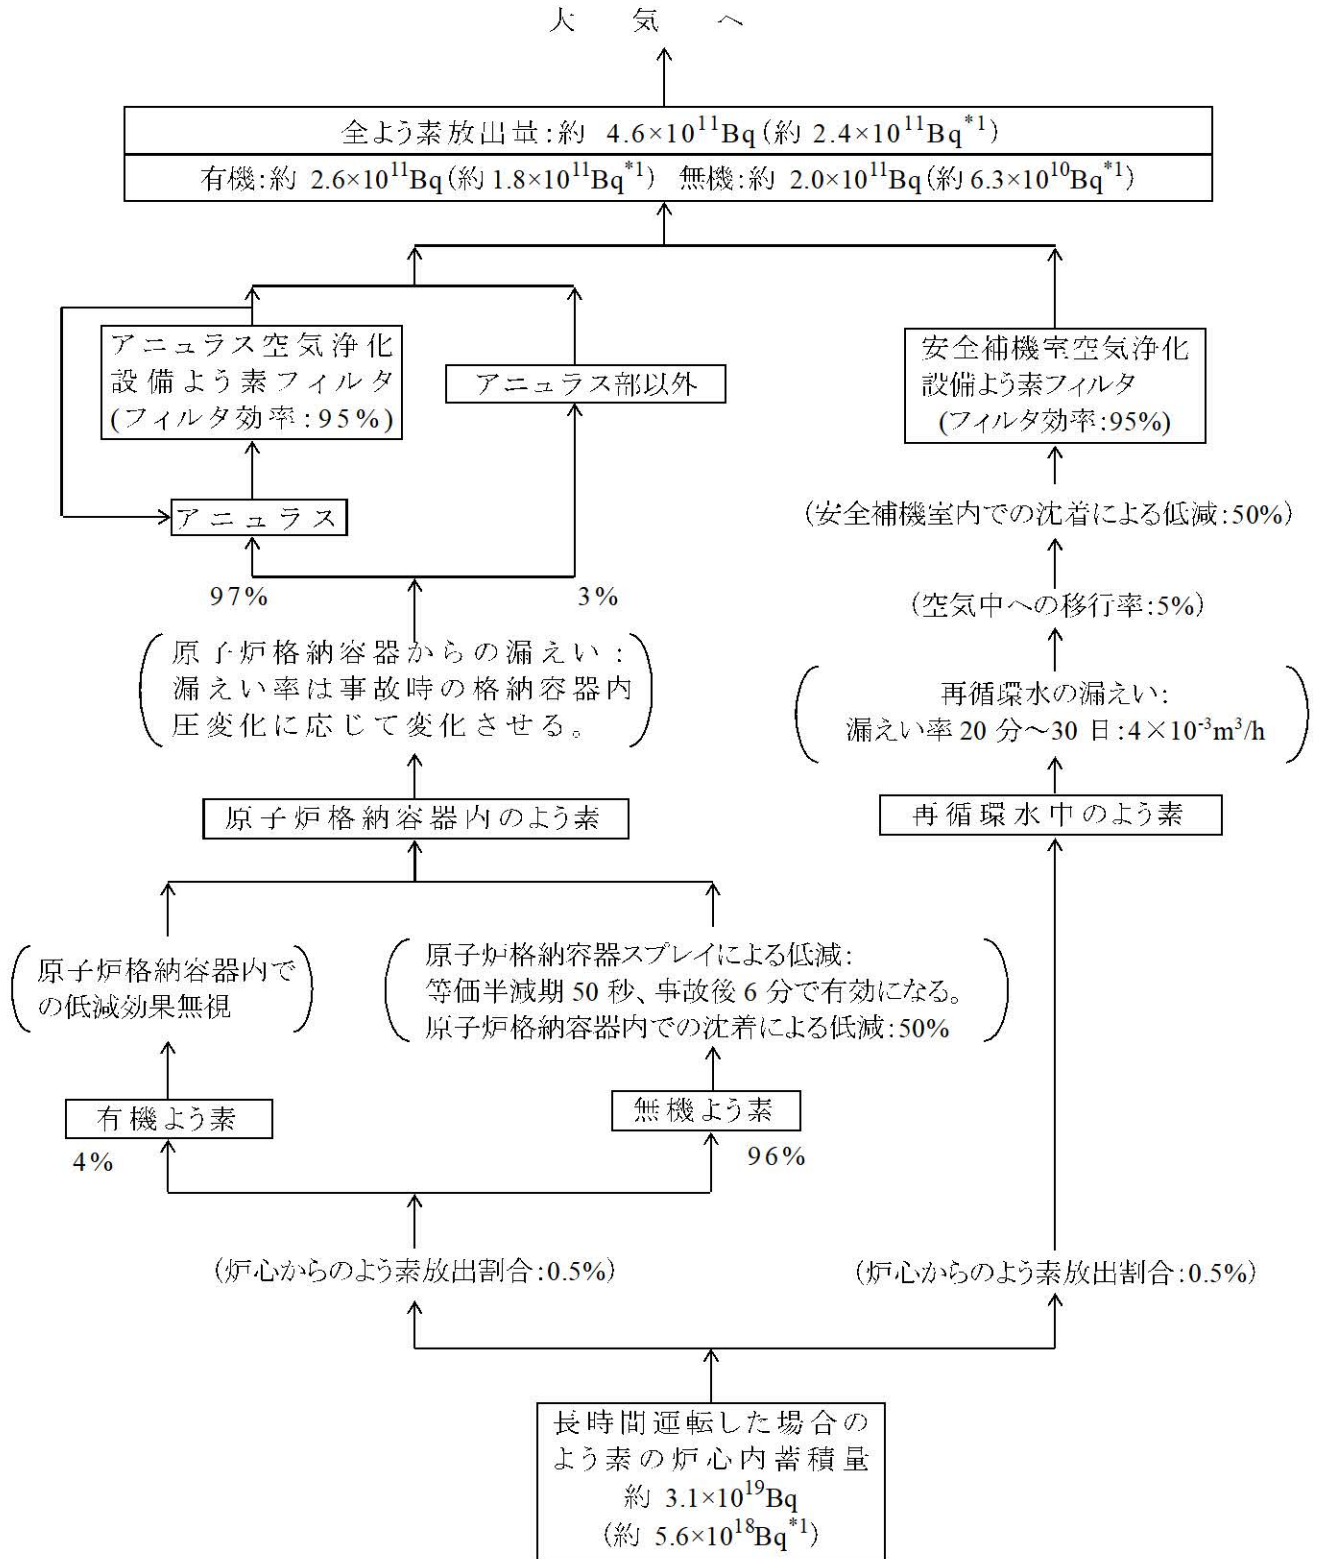 大気へ
全よう素放出量:約 4.6×10¹¹Bq(約 2.4×10¹¹Bq*¹)
有機:約 2.6×10¹¹Bq(約 1.8×10¹¹Bq*¹) 無機:約 2.0×10¹¹Bq(約 6.3×10¹⁰Bq*¹)
アニュラス空気浄化
設備よう素フィルタ
(フィルタ効率:95%)
アニュラス部以外
安全補機室空気浄化
設備よう素フィルタ
(フィルタ効率:95%)
アニュラス
(安全補機室内での沈着による低減:50%)
97%
3%
(空気中への移行率:5%)
原子炉格納容器からの漏えい:
漏えい率は事故時の格納容器内
圧変化に応じて変化させる。
再循環水の漏えい:
漏えい率 20 分～30 日:4×10⁻³m³/h
原子炉格納容器内のよう素
再循環水中のよう素
原子炉格納容器内で
の低減効果無視
原子炉格納容器スプレイによる低減:
等価半減期 50 秒、事故後 6 分で有効になる。
原子炉格納容器内での沈着による低減:50%
有機よう素
無機よう素
4%
96%
(炉心からのよう素放出割合:0.5%)
(炉心からのよう素放出割合:0.5%)
長時間運転した場合の
よう素の炉心内蓄積量
約 3.1×10¹⁹Bq
(約 5.6×10¹⁸Bq*¹)